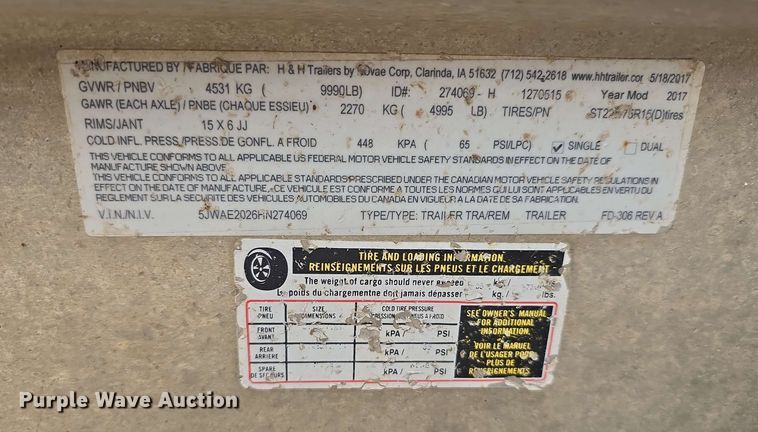 MANUFACTURED BY / FABRIQUE PAR: H & H Trailers by Novae Corp, Clarinda, IA 51632 (712) 542-2618 www.hhtrailer.com 5/18/2017
GVWR / PNBV 4531 KG ( 9990LB) ID#: 274069 - H 1270515 Year Mod 2017
GAWR (EACH AXLE) / PNBE (CHAQUE ESSIEU) 2270 KG ( 4995 LB) TIRES/PN ST225/75R15(D)tires
RIMS/JANT 15 X 6 JJ
COLD INFL. PRESS./PRESS DE GONFL. A FROID 448 KPA ( 65 PSI/LPC) SINGLE DUAL
THIS VEHICLE CONFORMS TO ALL APPLICABLE US FEDERAL MOTOR VEHICLE SAFETY STANDARDS IN EFFECT ON THE DATE OF
MANUFACTURE SHOWN ABOVE.
THIS VEHICLE CONFORMS TO ALL APPLICABLE STANDARDS PRESCRIBED UNDER THE CANADIAN MOTOR VEHICLE SAFETY REGULATIONS IN
EFFECT ON THE DATE OF MANUFACTURE/CE VEHICULE EST CONFORME A TOUTES LES NORMES QUI LUI SONT APPLICABLES EN VERTU DU
REGLEMENT SUR LA SECURITE DES VEHICULES AUTOMOBILES DU CANADA EN VIGUEUR A LA DATE DE SA FABRICATION.
V.I.N./N.I.V. 5JWAE2026HN274069 TYPE/TYPE: TRAILER TRA/REM TRAILER FD-306 REV A
TIRE AND LOADING INFORMATION
RENSEIGNEMENTS SUR LES PNEUS ET LE CHARGEMENT
The weight of cargo should never exceed kg. /
Le poids du chargement ne doit jamais dépasser kg. / lbs.
TIRE PNEU
SIZE DIMENSIONS
COLD TIRE PRESSURE PRESSION DES PNEUS A FROID
FRONT AVANT kPA / PSI
REAR ARRIERE kPA / PSI
SPARE DE SECOURS kPA / PSI
SEE OWNER'S MANUAL
FOR ADDITIONAL
INFORMATION.
VOIR LE MANUEL
DE L'USAGER POUR
PLUS DE
RENSEIGNEMENTS
Purple Wave Auction